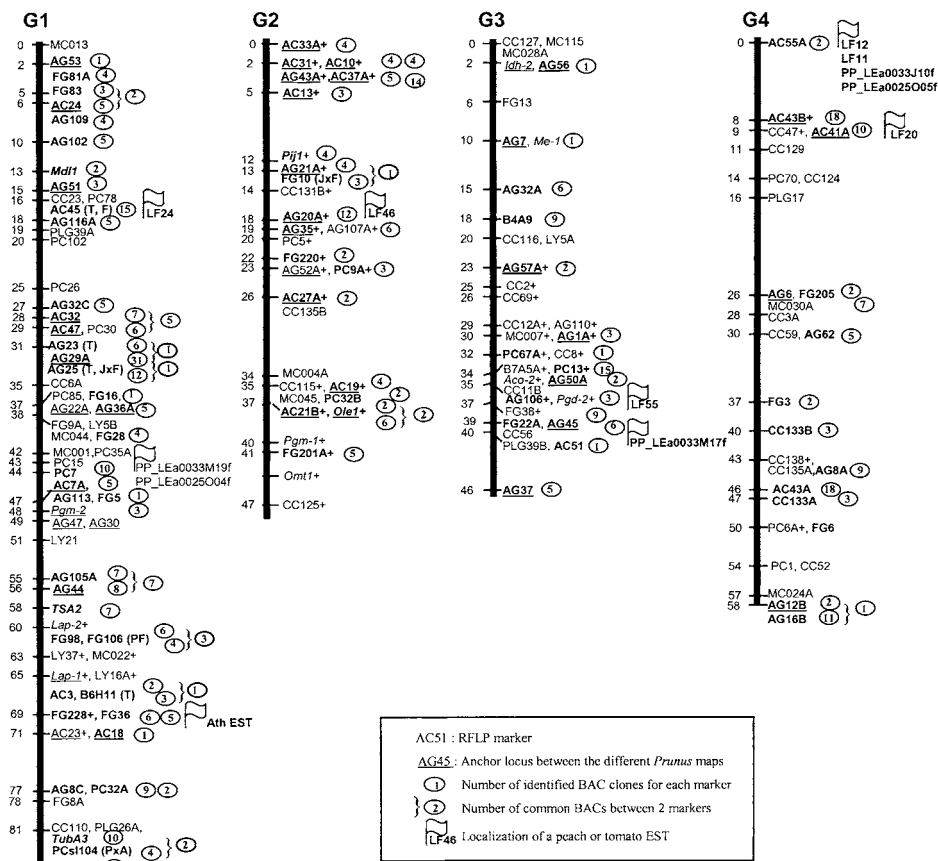 G1
0 MC013
2 AG53 1
FG81A 4
5 FG83 3
6 AC24 5 } 2
AG109 4
10 AG102 5
13 Mdl1 2
15 AG51 3
16 CC23, PC78
AC45 (T, F) 15 LF24
18 AG116A 5
19 PLG39A
20 PC102
25 PC26
27 AG32C 5
28 AC32 7
29 AC47, PC30 6 } 5
31 AG23 (T) 6
AG29A 31 } 1
AG25 (T, JxF) 12 } 1
35 CC6A
37 PC85, FG16, 1
38 AG22A, AG36A 5
FG9A, LY5B
MC044, FG28 4
42 MC001, PC35A
43 PC15 PP_LEa0033M19f
44 PC7 10 PP_LEa0025O04f
AC7A, 5
47 AG113, FG5 1
48 Pgm-2 3
49 AG47, AG30
51 LY21
55 AG105A 7
56 AG44 8 } 7
58 TSA2 7
60 Lap-2+ 6
FG98, FG106 (PF) 4 } 3
63 LY37+, MC022+
65 Lap-1+, LY16A+
AC3, B6H11 (T) 2 3 } 1
69 FG228+, FG36 6 5 Ath EST
71 AC23+, AC18 1
77 AG8C, PC32A 9 2
78 FG8A
81 CC110, PLG26A,
TubA3 10
PCsl104 (PxA) 4 } 2
G2
0 AC33A+ 4
2 AC31+, AC10+ 4 4
AG43A+, AC37A+ 5 14
5 AC13+ 3
12 Pij1+ 4
13 AG21A+ 4
FG10 (JxF) 3 } 1
14 CC131B+
18 AG20A+ 12 LF46
19 AG35+, AG107A+ 6
20 PC5+
22 FG220+ 2
23 AG52A+, PC9A+ 3
26 AC27A+ 2
CC135B
34 MC004A
35 CC115+, AC19+ 4
37 MC045, PC32B 2
AC21B+, Ole1+ 2 6 } 2
40 Pgm-1+
41 FG201A+ 5
Omt1+
47 CC125+
G3
0 CC127, MC115
MC028A
2 Idh-2, AG56 1
6 FG13
10 AG7, Me-1 1
15 AG32A 6
18 B4A9 9
20 CC116, LY5A
23 AG57A+ 2
25 CC2+
26 CC69+
29 CC12A+, AG110+
30 MC007+, AG1A+ 3
32 PC67A+, CC8+ 1
34 B7A5A+, PC13+ 15
35 Aco-2+, AG50A 2
CC11B
37 AG106+, Pgd-2+ 3 LF55
FG38+ 9
39 FG22A, AG45 6
40 CC56 PP_LEa0033M17f
PLG39B, AC51 1
46 AG37 5
G4
0 AC55A 2 LF12
LF11
PP_LEa0033J10f
PP_LEa0025O05f
8 AC43B+ 18
9 CC47+, AC41A 10 LF20
11 CC129
14 PC70, CC124
16 PLG17
26 AG6, FG205 2
MC030A 7
28 CC3A
30 CC59, AG62 5
37 FG3 2
40 CC133B 3
43 CC138+
CC135A, AG8A 9
46 AC43A 18
47 CC133A 3
50 PC6A+, FG6
54 PC1, CC52
57 MC024A
58 AG12B 2
AG16B 11 } 1
AC51 : RFLP marker
AG45 : Anchor locus between the different Prunus maps
1 Number of identified BAC clones for each marker
} 2 Number of common BACs between 2 markers
LF46 Localization of a peach or tomato EST